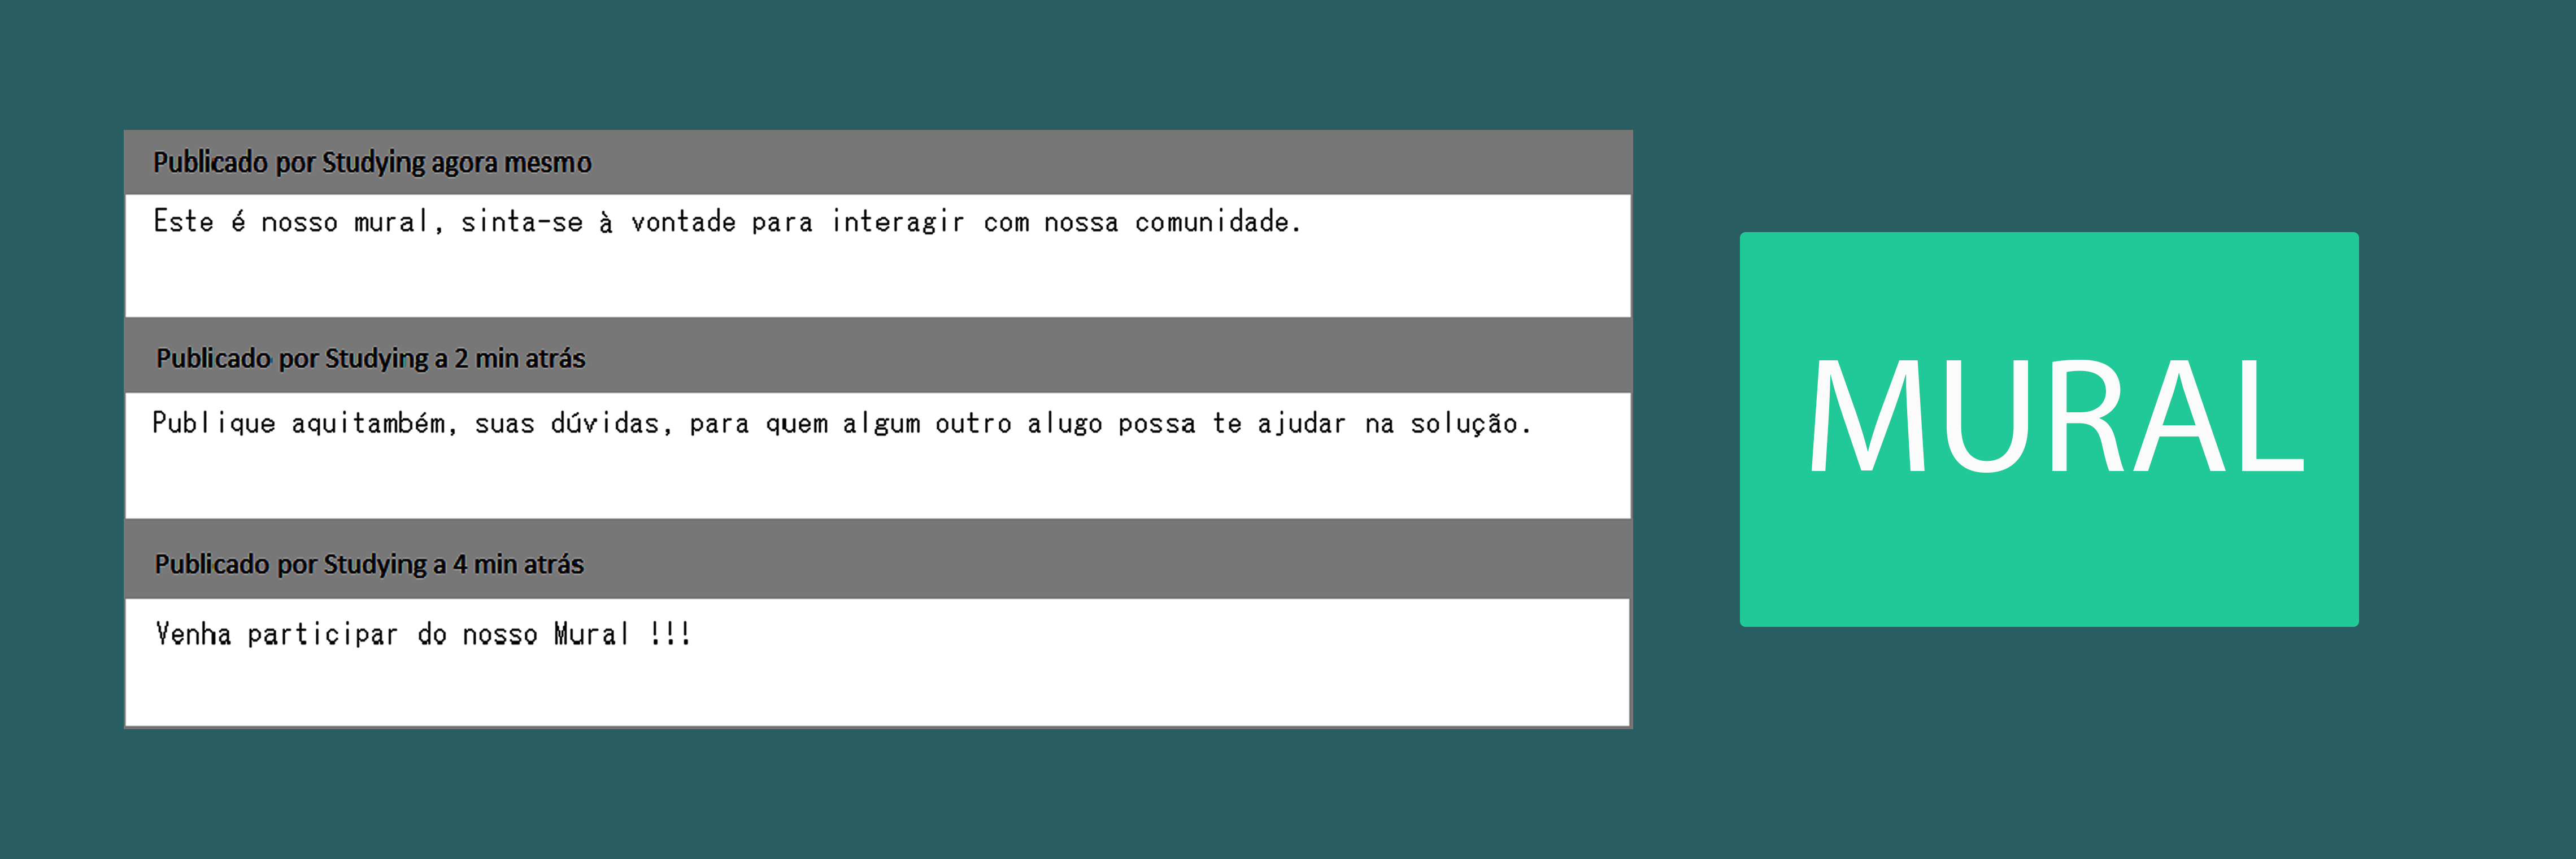 Publicado por Studying agora mesmo
Este é nosso mural, sinta-se à vontade para interagir com nossa comunidade.
Publicado por Studying a 2 min atrás
Publique aquitambém, suas dúvidas, para quem algum outro alugo possa te ajudar na solução.
Publicado por Studying a 4 min atrás
Venha participar do nosso Mural !!!
MURAL